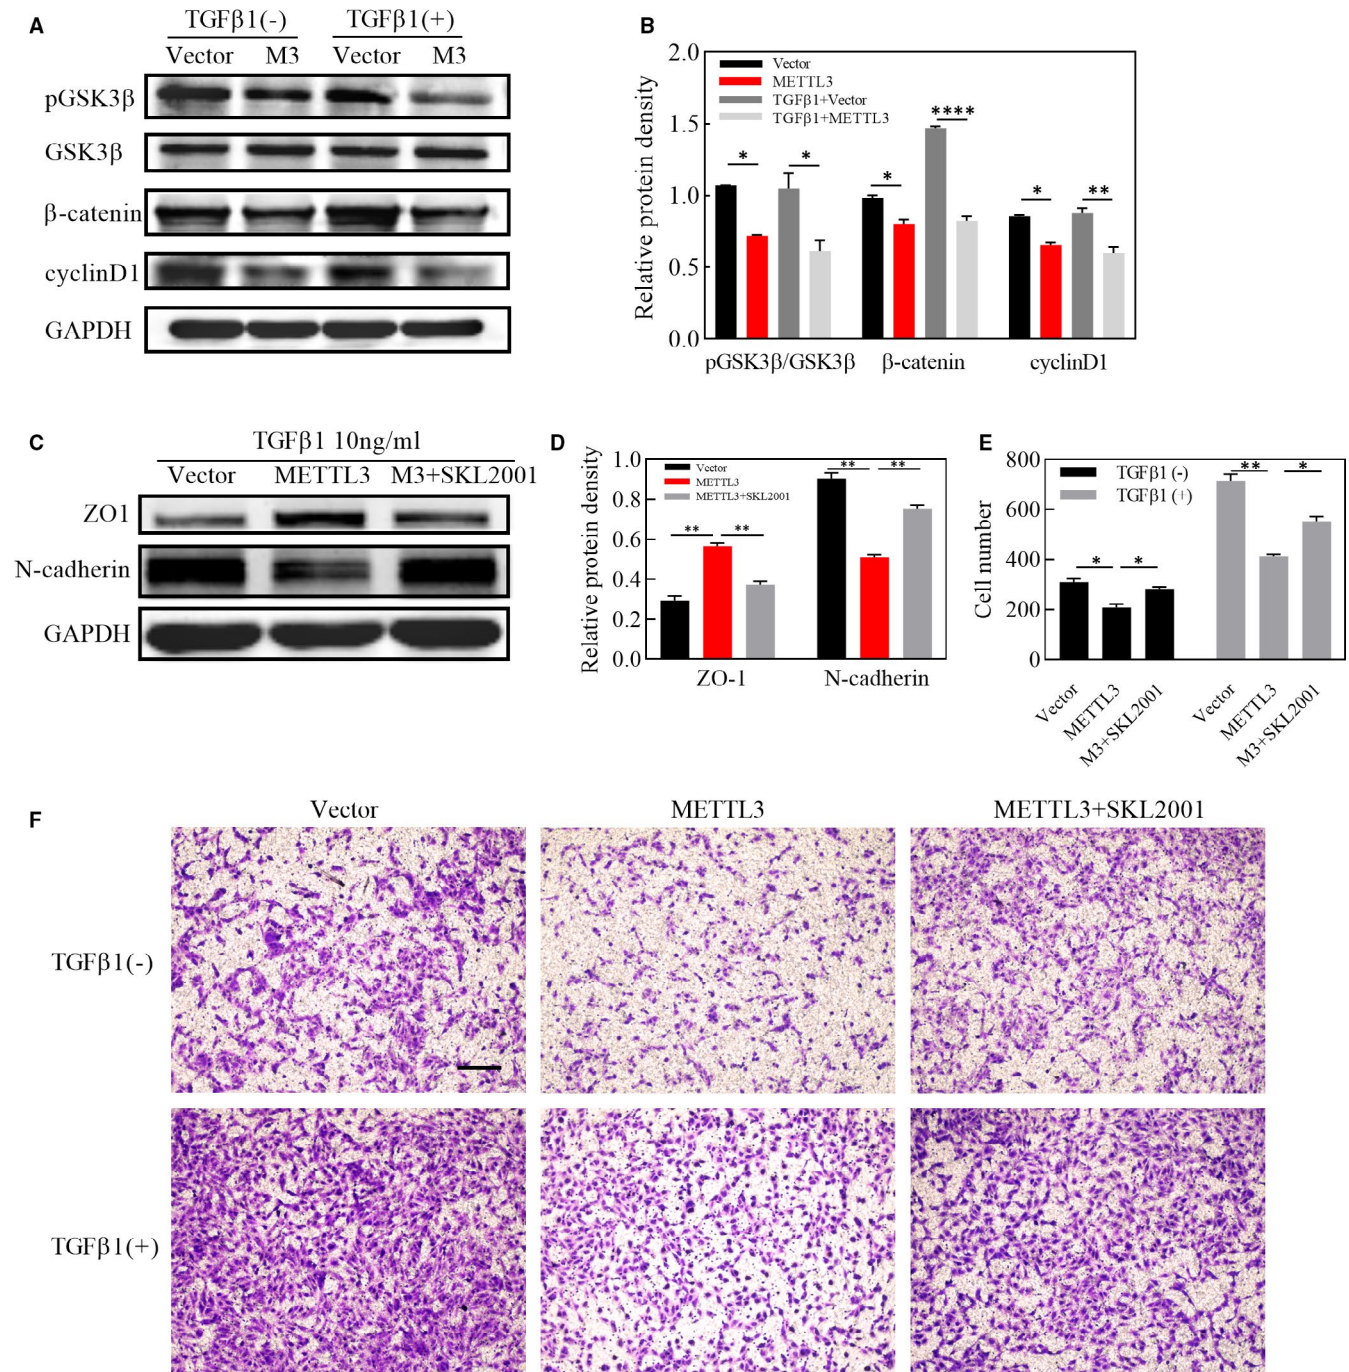 A
TGFβ1(-) TGFβ1(+)
Vector M3 Vector M3
pGSK3β
GSK3β
β-catenin
cyclinD1
GAPDH
B
2.0
1.5
1.0
0.5
0.0
Relative protein density
Vector
METTL3
TGFβ1+Vector
TGFβ1+METTL3
* * * **** * **
pGSK3β/GSK3β β-catenin cyclinD1
C
TGFβ1 10ng/ml
Vector METTL3 M3+SKL2001
ZO1
N-cadherin
GAPDH
D
1.0
0.8
0.6
0.4
0.2
0.0
Relative protein density
Vector
METTL3
METTL3+SKL2001
** ** ** **
ZO-1 N-cadherin
E
800
600
400
200
0
Cell number
TGFβ1 (-)
TGFβ1 (+)
* * ** *
Vector METTL3 M3+SKL2001 Vector METTL3 M3+SKL2001
F
Vector METTL3 METTL3+SKL2001
TGFβ1(-)
TGFβ1(+)